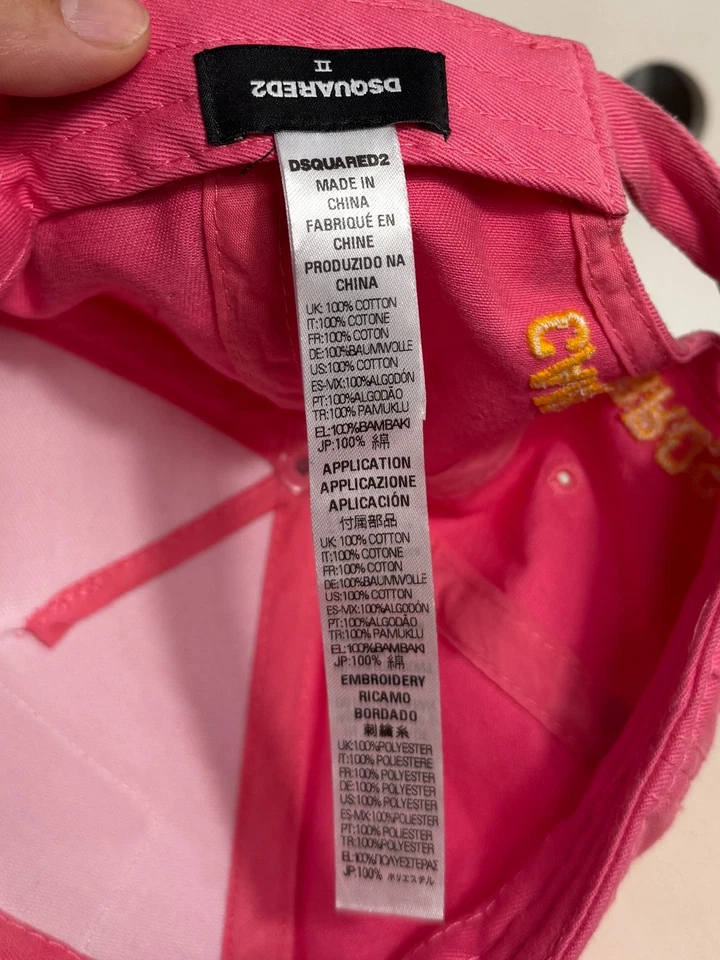 DSQUARED2
DSQUARED2
MADE IN
CHINA
FABRIQUÉ EN
CHINE
PRODUZIDO NA
CHINA
UK: 100% COTTON
IT:100% COTONE
FR:100% COTON
DE:100%BAUMWOLLE
US:100% COTTON
ES-MX:100%ALGODÓN
PT:100%ALGODÃO
TR:100% PAMUKLU
EL:100%BAMBAKI
JP:100% 綿
APPLICATION
APPLICAZIONE
APLICACIÓN
付属部品
UK: 100% COTTON
IT:100% COTONE
FR:100% COTON
DE:100%BAUMWOLLE
US:100% COTTON
ES-MX:100%ALGODÓN
PT:100%ALGODÃO
TR:100% PAMUKLU
EL:100%BAMBAKI
JP:100% 綿
EMBROIDERY
RICAMO
BORDADO
刺繍糸
UK:100%POLYESTER
IT:100% POLIESTERE
FR:100% POLYESTER
DE:100% POLYESTER
US:100% POLYESTER
ES-MX:100%POLIESTER
PT:100% POLIESTER
TR:100%POLYESTER
EL:100%ΠΟΛΥΕΣΤΕΡΑΣ
JP:100% ポリエステル